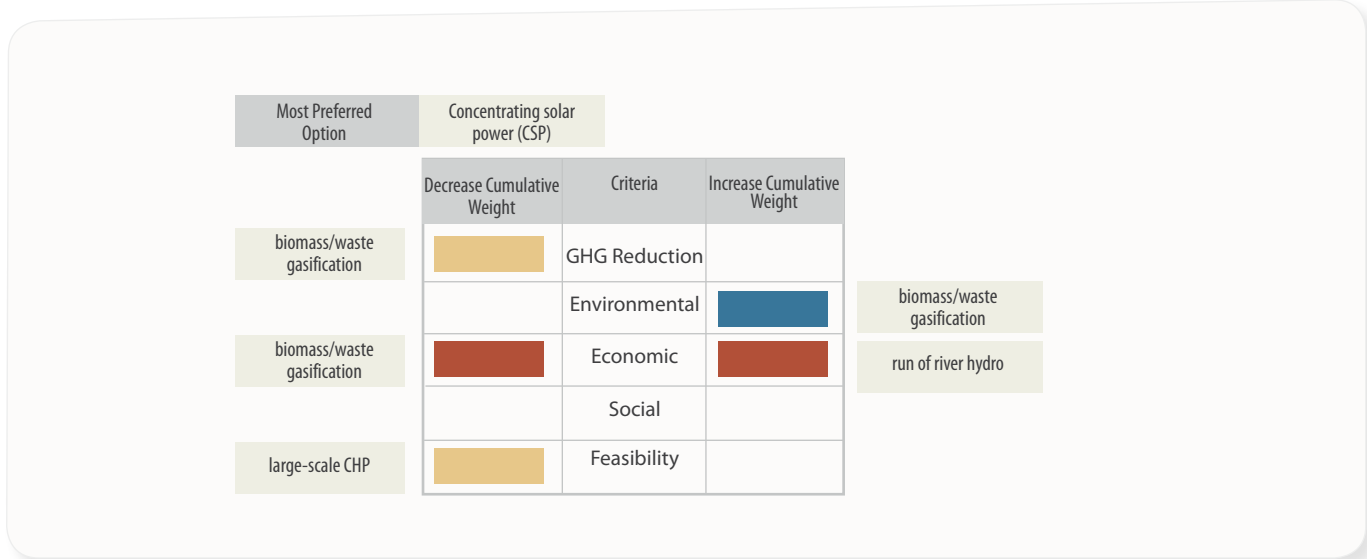 Most Preferred
Option
Concentrating solar
power (CSP)
Decrease Cumulative
Weight
Criteria
Increase Cumulative
Weight
biomass/waste
gasification
GHG Reduction
Environmental
biomass/waste
gasification
biomass/waste
gasification
Economic
run of river hydro
Social
large-scale CHP
Feasibility